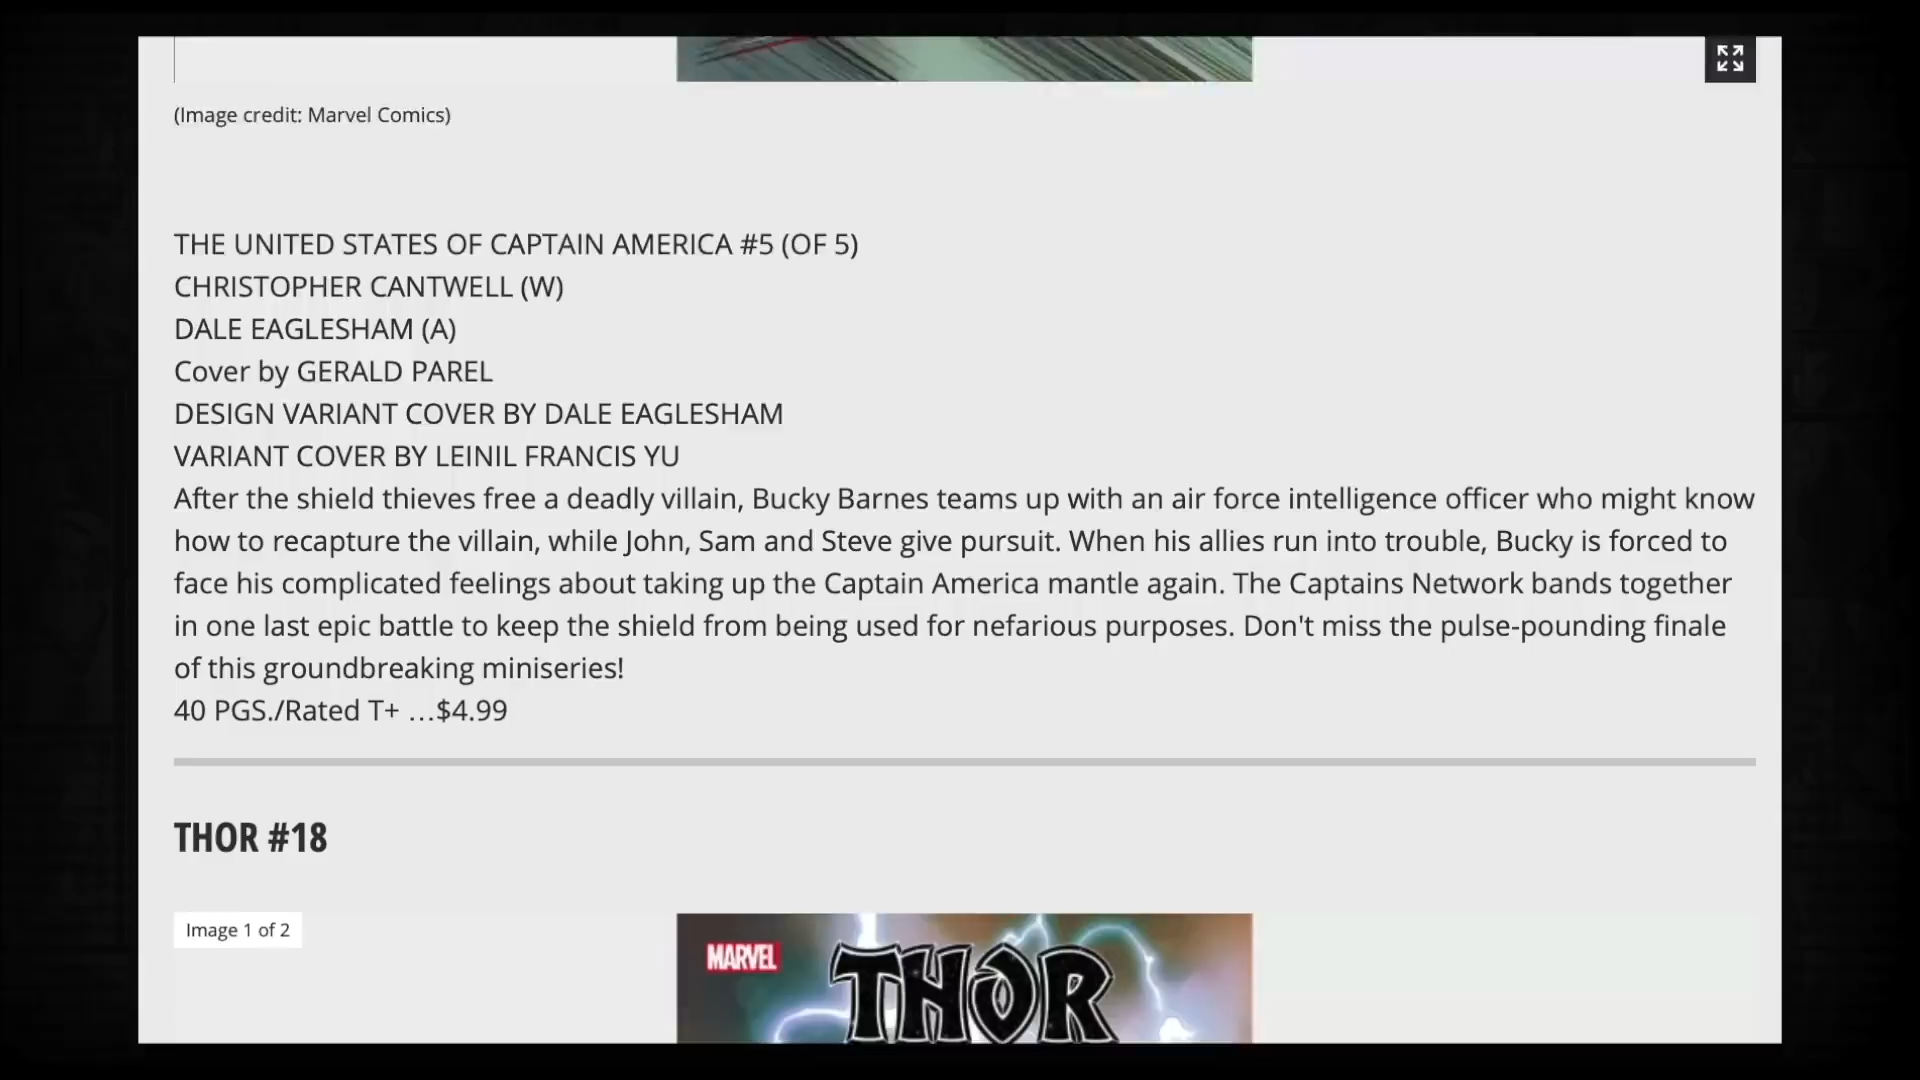 (Image credit: Marvel Comics)
THE UNITED STATES OF CAPTAIN AMERICA #5 (OF 5)
CHRISTOPHER CANTWELL (W)
DALE EAGLESHAM (A)
Cover by GERALD PAREL
DESIGN VARIANT COVER BY DALE EAGLESHAM
VARIANT COVER BY LEINIL FRANCIS YU
After the shield thieves free a deadly villain, Bucky Barnes teams up with an air force intelligence officer who might know
how to recapture the villain, while John, Sam and Steve give pursuit. When his allies run into trouble, Bucky is forced to
face his complicated feelings about taking up the Captain America mantle again. The Captains Network bands together
in one last epic battle to keep the shield from being used for nefarious purposes. Don't miss the pulse-pounding finale
of this groundbreaking miniseries!
40 PGS./Rated T+ …$4.99
THOR #18
Image 1 of 2
MARVEL
THOR